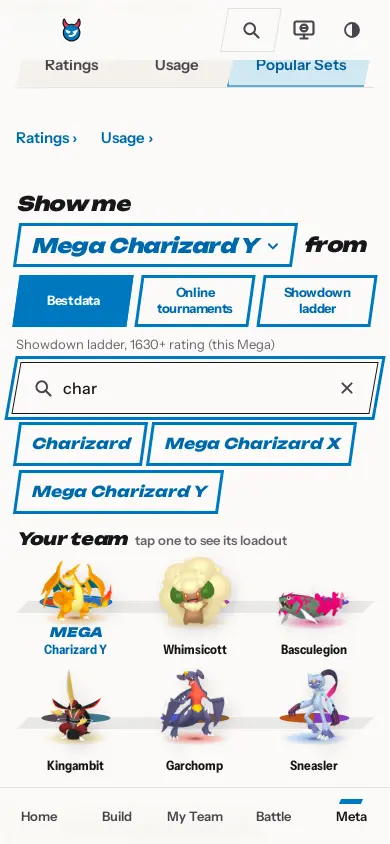 Ratings Usage Popular Sets
Ratings › Usage ›
Show me
Mega Charizard Y from
Best data
Online tournaments
Showdown ladder
Showdown ladder, 1630+ rating (this Mega)
char
Charizard Mega Charizard X
Mega Charizard Y
Your team tap one to see its loadout
MEGA
Charizard Y Whimsicott Basculegion
Kingambit Garchomp Sneasler
Home Build My Team Battle Meta